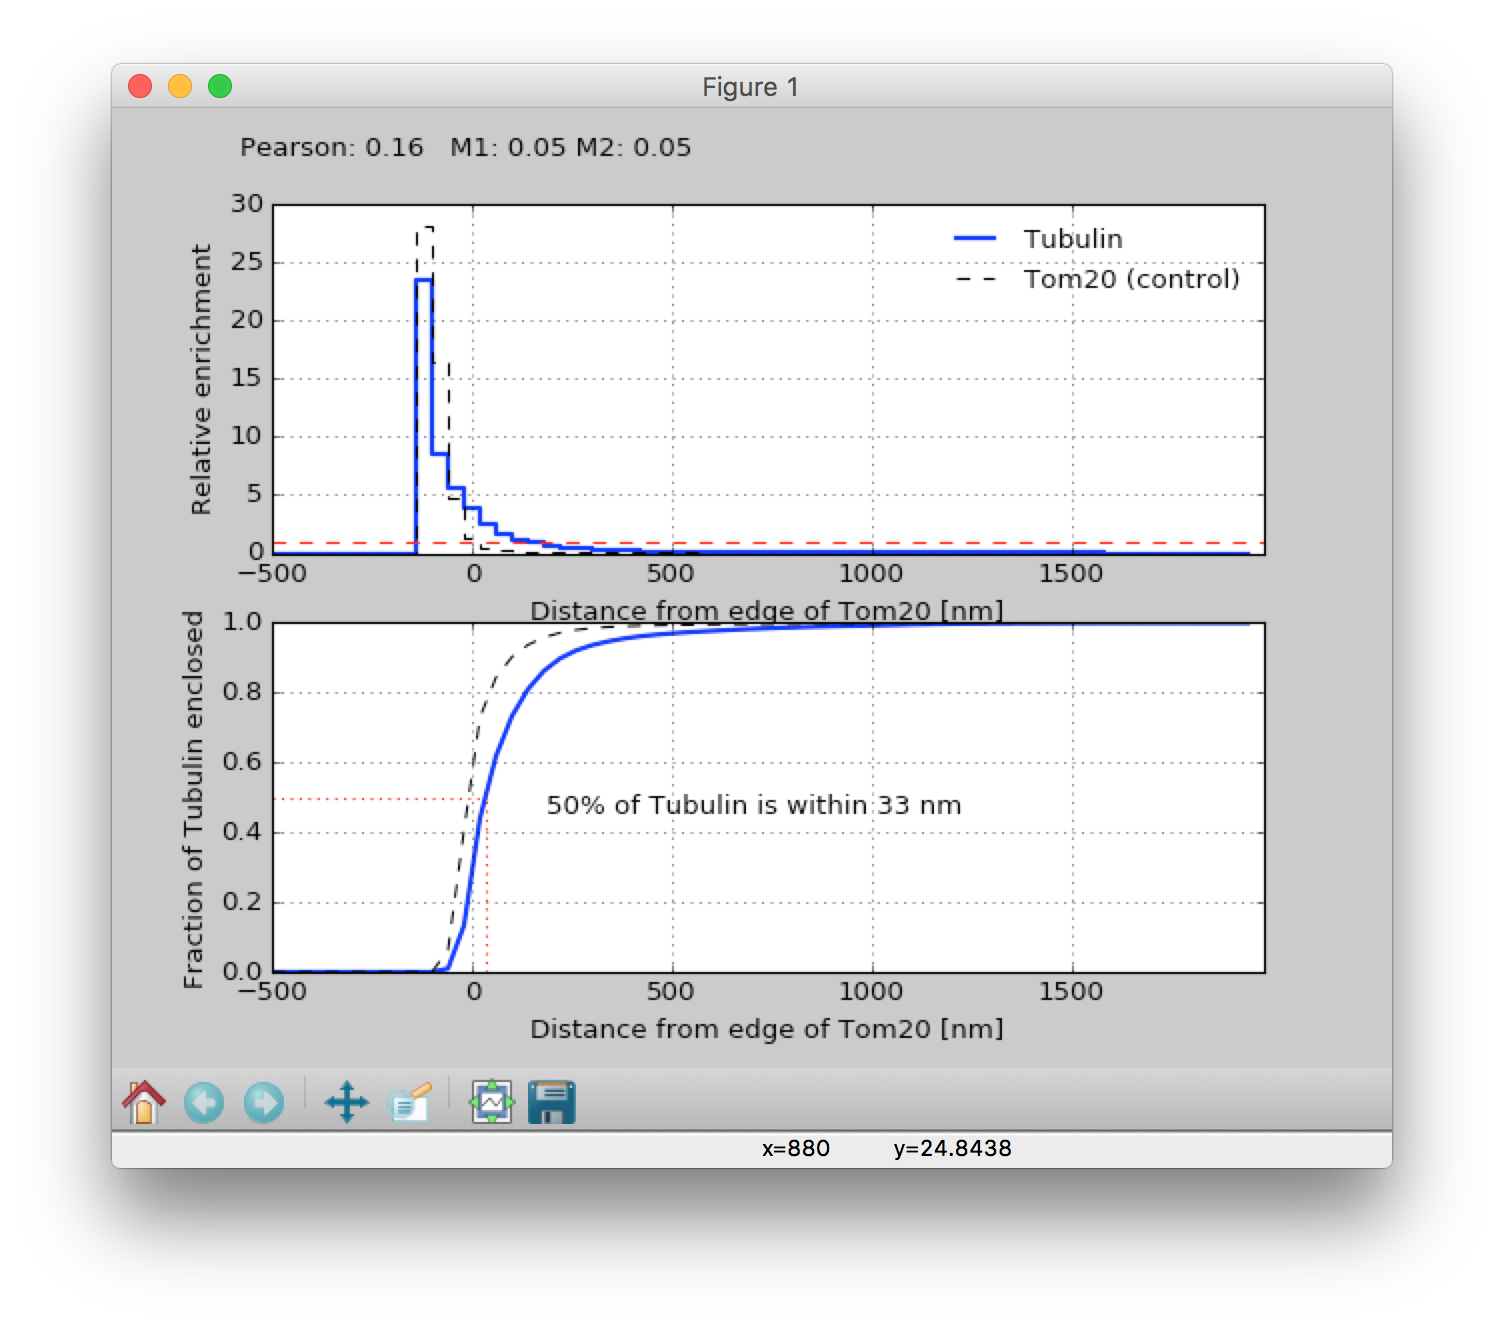 Figure 1
Pearson: 0.16   M1: 0.05 M2: 0.05
30
25
20
15
10
5
0
Relative enrichment
Tubulin
Tom20 (control)
−500 0 500 1000 1500
Distance from edge of Tom20 [nm]
1.0
0.8
0.6
0.4
0.2
0.0
Fraction of Tubulin enclosed
50% of Tubulin is within 33 nm
−500 0 500 1000 1500
Distance from edge of Tom20 [nm]
x=880 y=24.8438